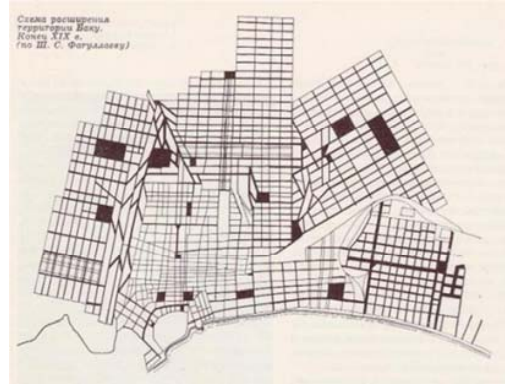 Схема расширения
территории Баку.
Конец XIX в.
(по Ш. С. Фатуллаеву)